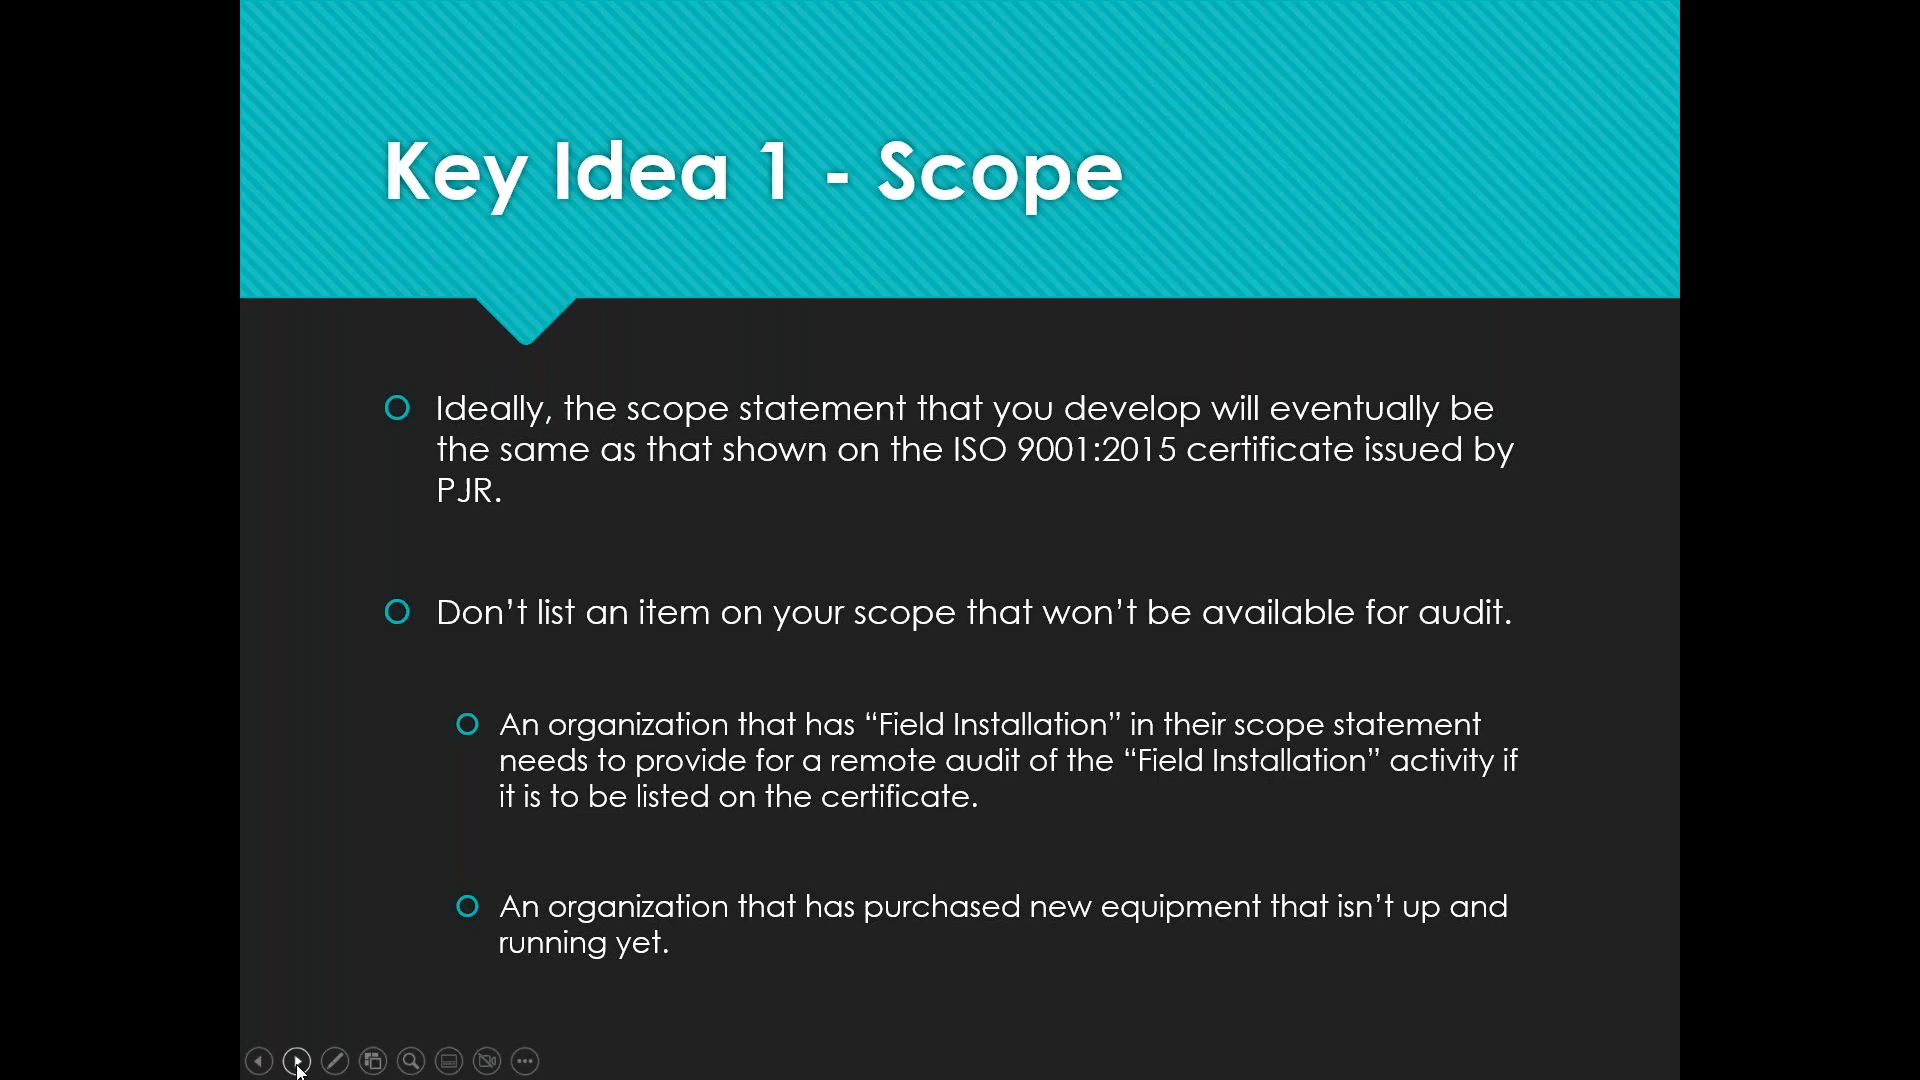 Key Idea 1 - Scope
Ideally, the scope statement that you develop will eventually be
the same as that shown on the ISO 9001:2015 certificate issued by
PJR.
Don’t list an item on your scope that won’t be available for audit.
An organization that has “Field Installation” in their scope statement
needs to provide for a remote audit of the “Field Installation” activity if
it is to be listed on the certificate.
An organization that has purchased new equipment that isn’t up and
running yet.